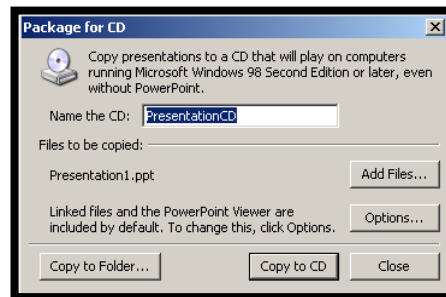 Package for CD
Copy presentations to a CD that will play on computers
running Microsoft Windows 98 Second Edition or later, even
without PowerPoint.
Name the CD: PresentationCD
Files to be copied:
Presentation1.ppt
Add Files...
Linked files and the PowerPoint Viewer are
included by default. To change this, click Options.
Options...
Copy to Folder... Copy to CD Close